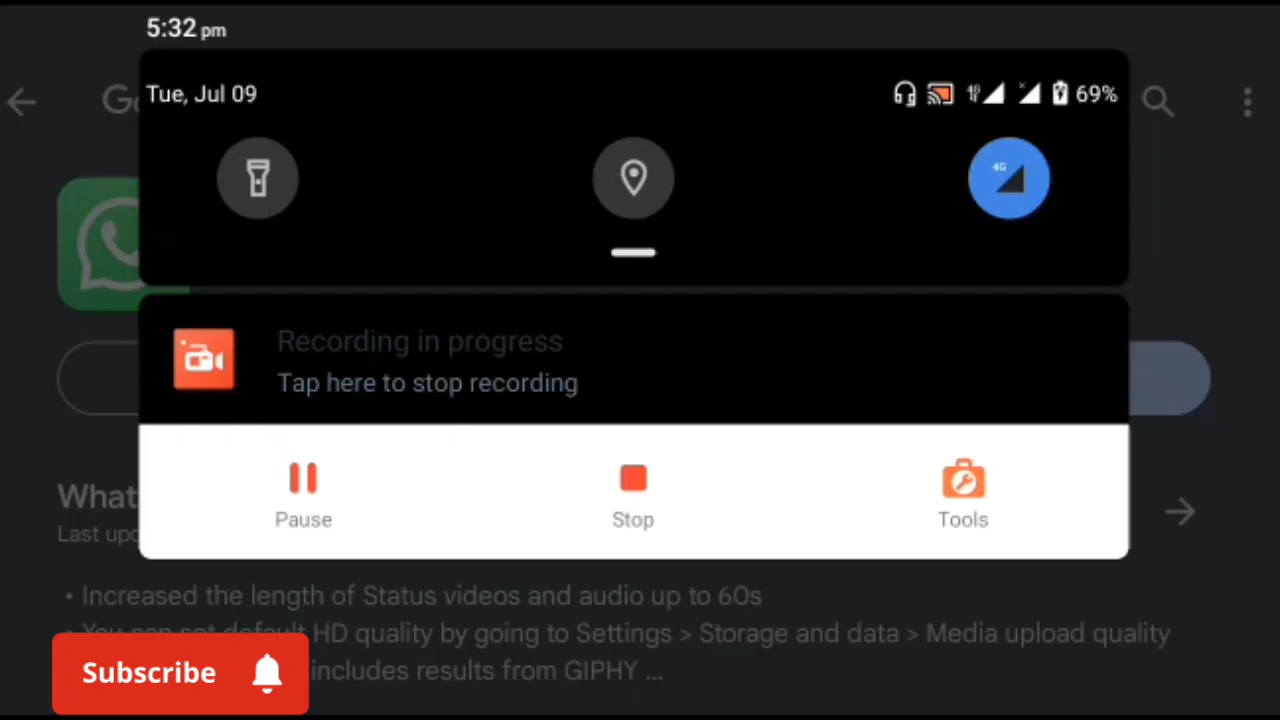 5:32 pm
Tue, Jul 09
69%
4G
Recording in progress
Tap here to stop recording
Pause
Stop
Tools
What
Last upd
• Increased the length of Status videos and audio up to 60s
• You can set default HD quality by going to Settings > Storage and data > Media upload quality
includes results from GIPHY ...
Subscribe